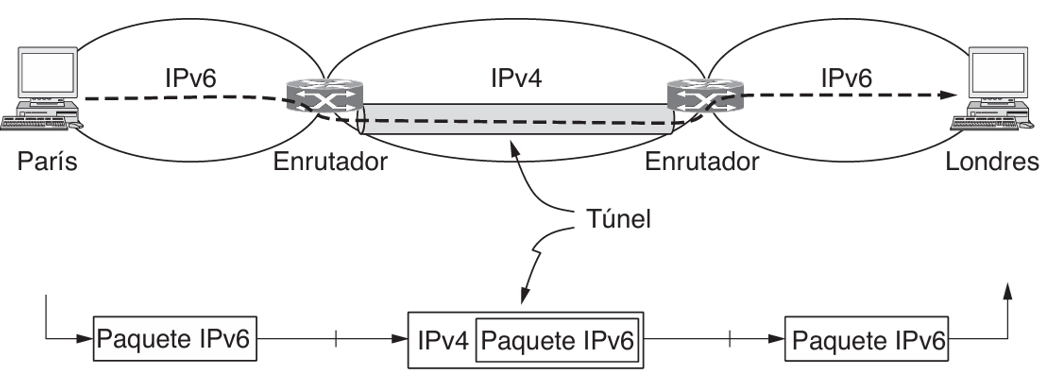 IPv6
IPv4
IPv6
París
Enrutador
Enrutador
Londres
Túnel
Paquete IPv6
IPv4
Paquete IPv6
Paquete IPv6